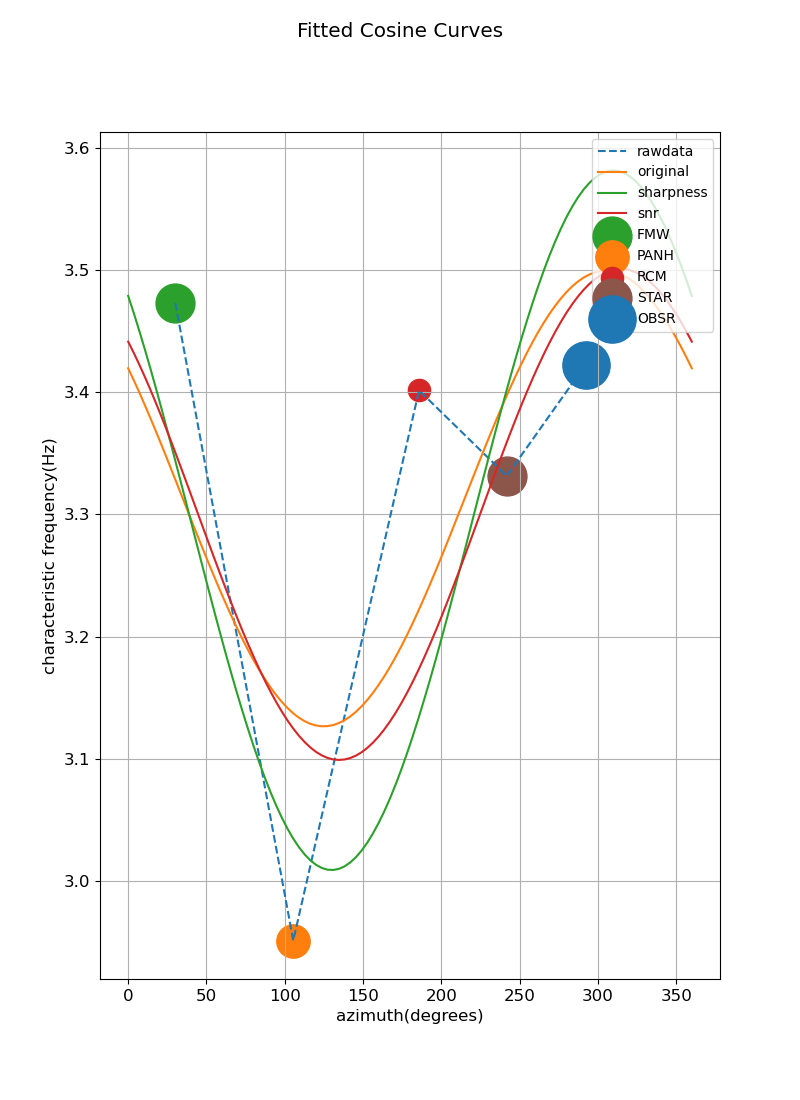 Fitted Cosine Curves
3.6
3.5
3.4
3.3
3.2
3.1
3.0
characteristic frequency(Hz)
rawdata
original
sharpness
snr
FMW
PANH
RCM
STAR
OBSR
0 50 100 150 200 250 300 350
azimuth(degrees)